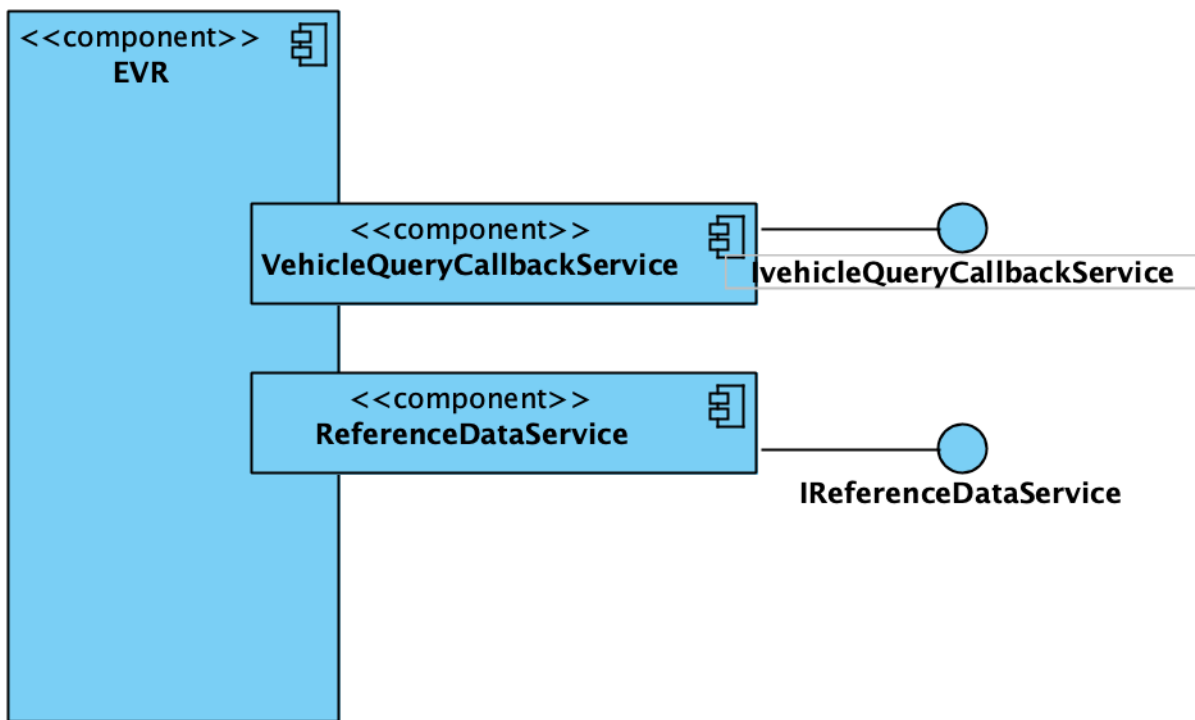 <<component>>
EVR
<<component>>
VehicleQueryCallbackService
IvehicleQueryCallbackService
<<component>>
ReferenceDataService
IReferenceDataService